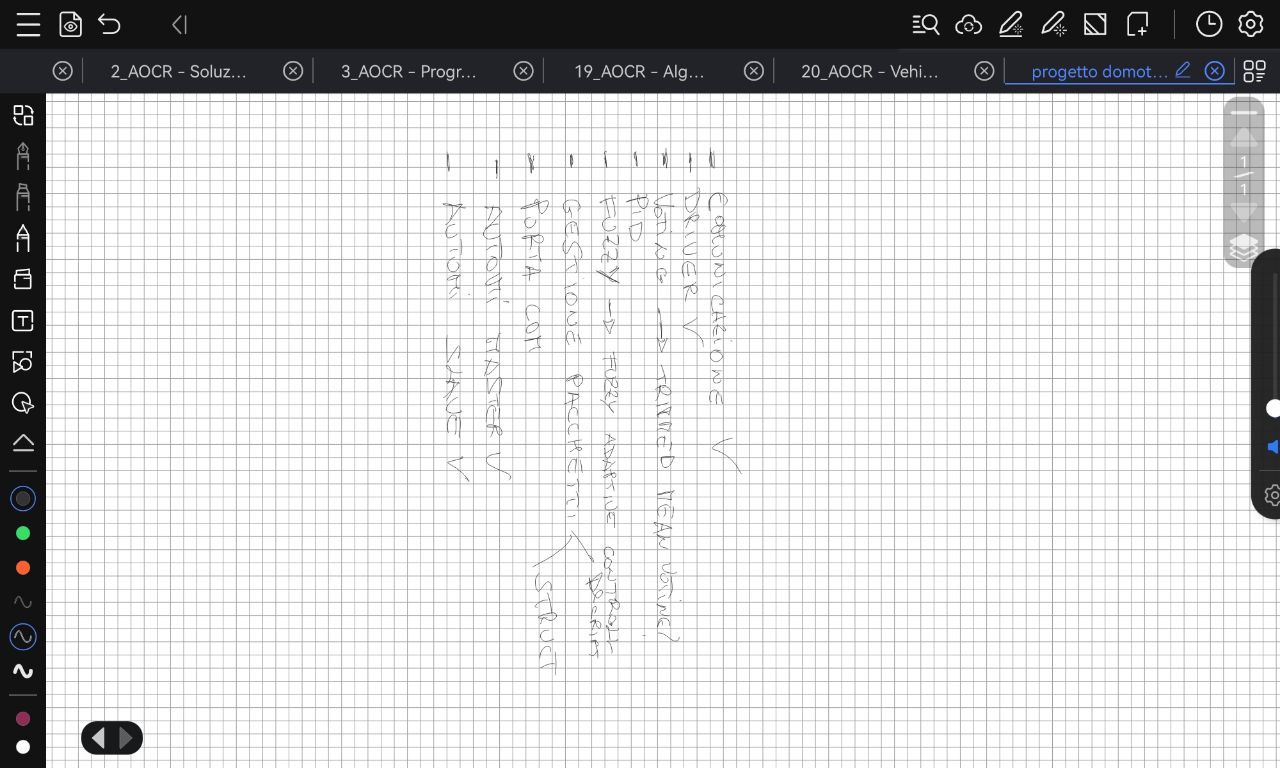 progetto domot...
20_AOCR - Vehi...
19_AOCR - Alg...
3_AOCR - Progr...
2_AOCR - Soluz...
1/1
- COMUNICAZIONE V
- DRIVER V
- VOTING → TRIMMED MEAN VOTING?
- PID
- FUZZY → FUZZY ADAPTIVE CONTROLL
- GESTIONE PACCHETTI < DECRIPT
STRUCT
- PORTA COM
- AUTOMI MASTER V
- AUTOMI SLAVE V